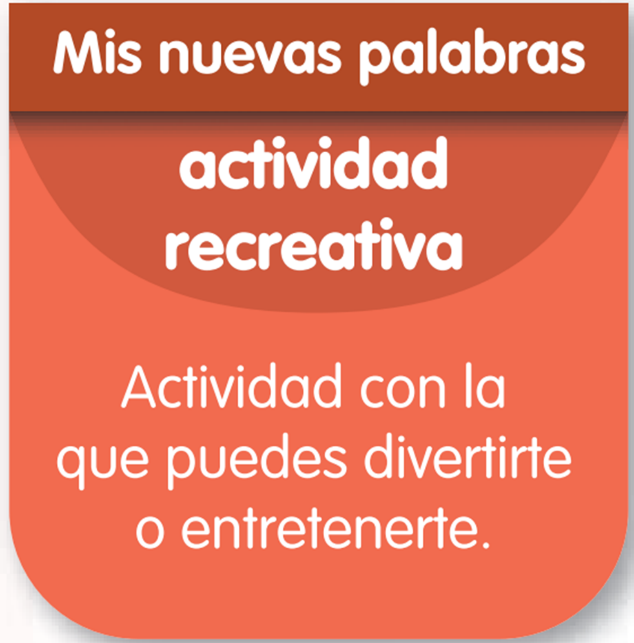 Mis nuevas palabras
actividad
recreativa
Actividad con la
que puedes divertirte
o entretenerte.